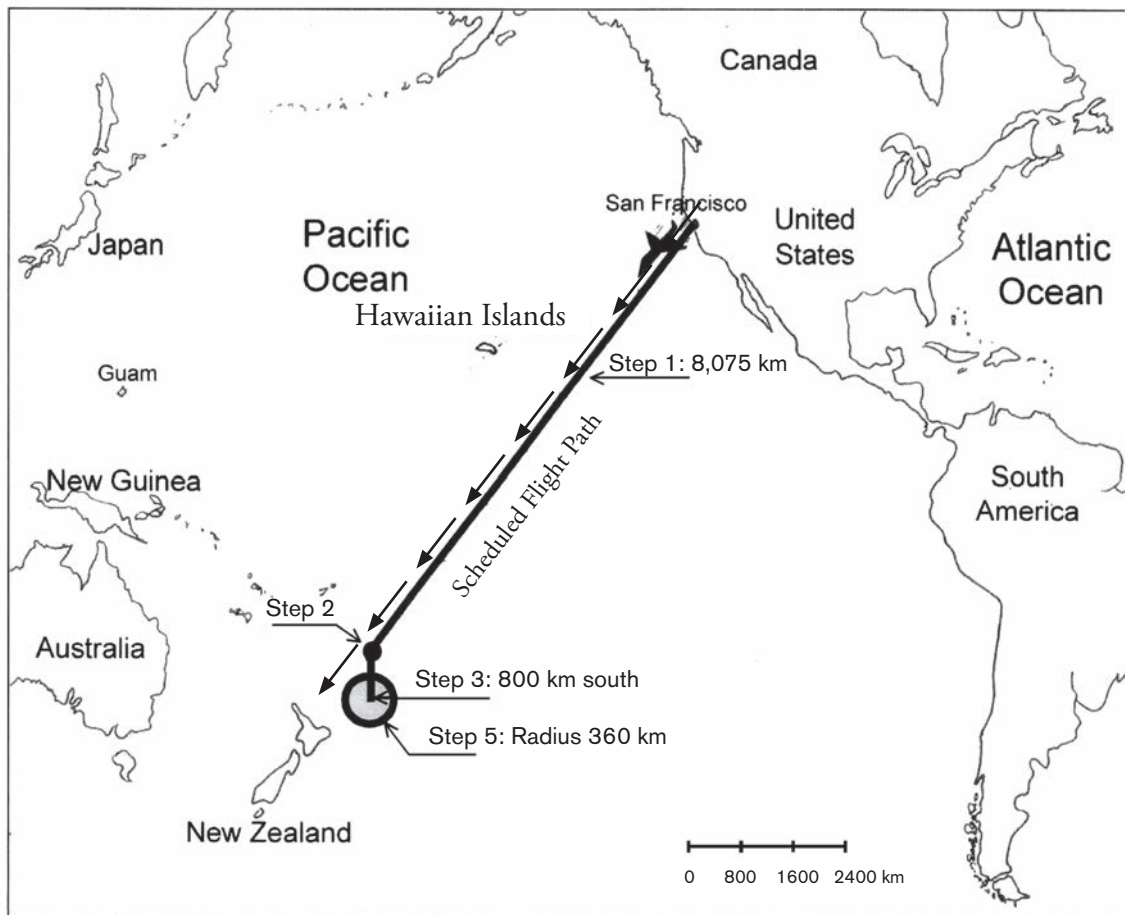 Canada
San Francisco
United
States
Japan
Pacific
Ocean
Atlantic
Ocean
Hawaiian Islands
Step 1: 8,075 km
Guam
Scheduled Flight Path
New Guinea
South
America
Step 2
Australia
Step 3: 800 km south
Step 5: Radius 360 km
New Zealand
0 800 1600 2400 km